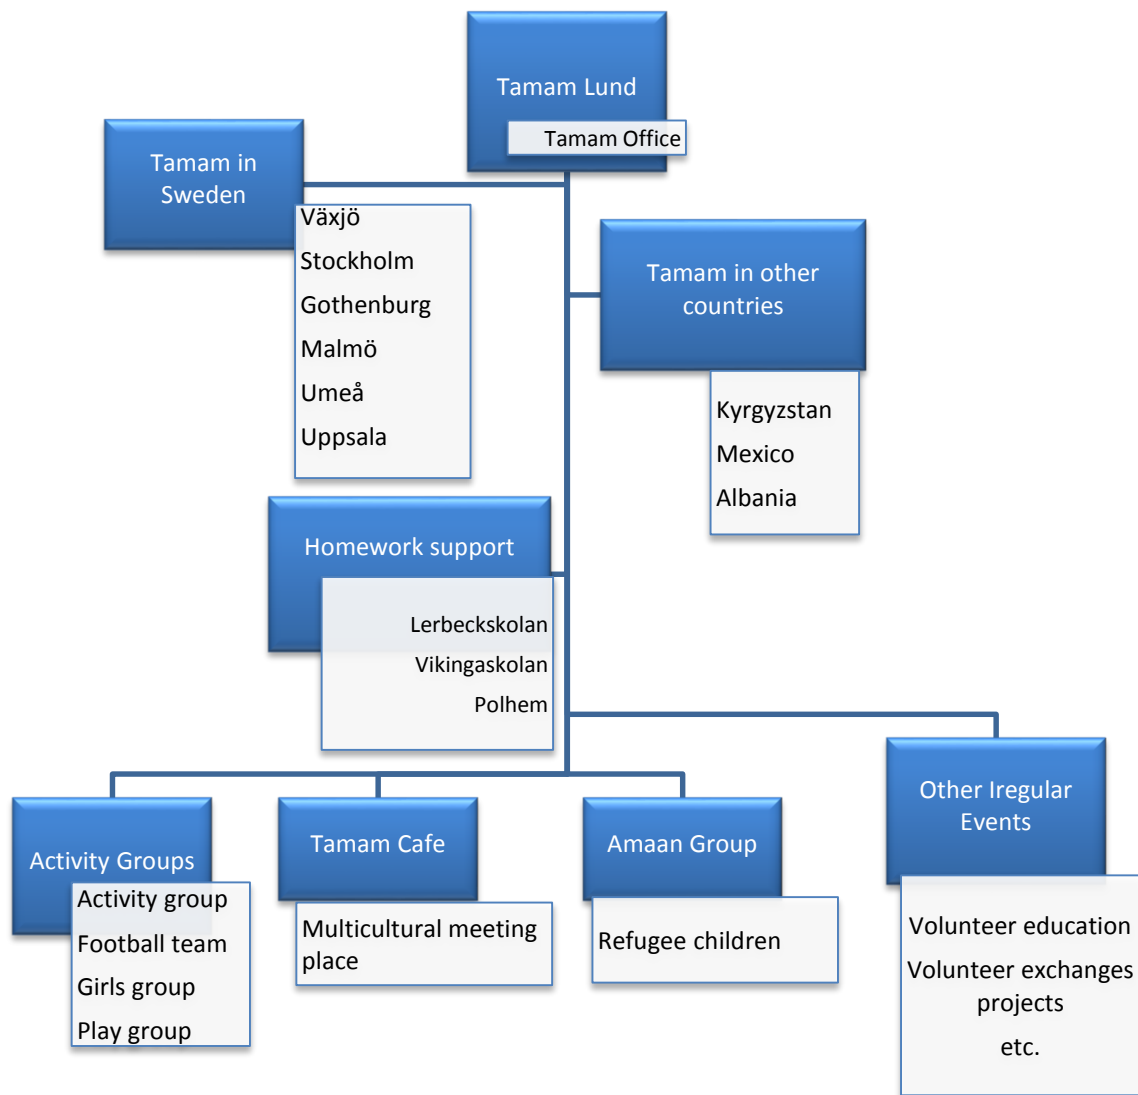 Tamam Lund
Tamam Office
Tamam in
Sweden
Växjö
Stockholm
Gothenburg
Malmö
Umeå
Uppsala
Tamam in other
countries
Kyrgyzstan
Mexico
Albania
Homework support
Lerbeckskolan
Vikingaskolan
Polhem
Activity Groups
Activity group
Football team
Girls group
Play group
Tamam Cafe
Multicultural meeting
place
Amaan Group
Refugee children
Other Iregular
Events
Volunteer education
Volunteer exchanges
projects
etc.